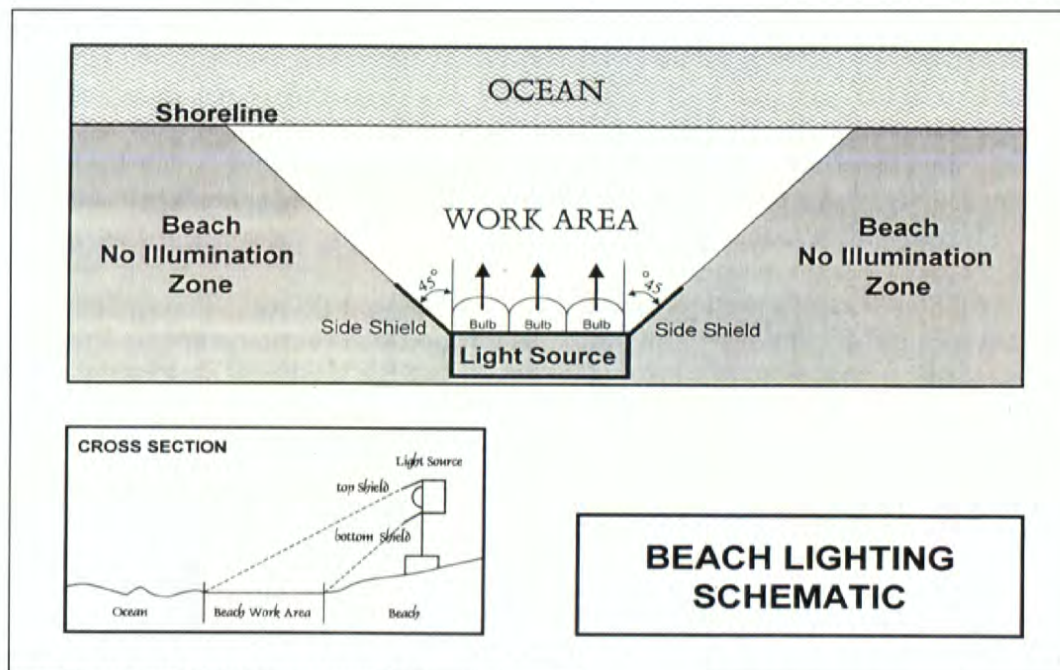 OCEAN
Shoreline
WORK AREA
Beach
No Illumination
Zone
Beach
No Illumination
Zone
45°
°45
Side Shield
Bulb
Bulb
Bulb
Side Shield
Light Source
CROSS SECTION
Light Source
top Shield
bottom Shield
Ocean
Beach Work Area
Beach
BEACH LIGHTING
SCHEMATIC